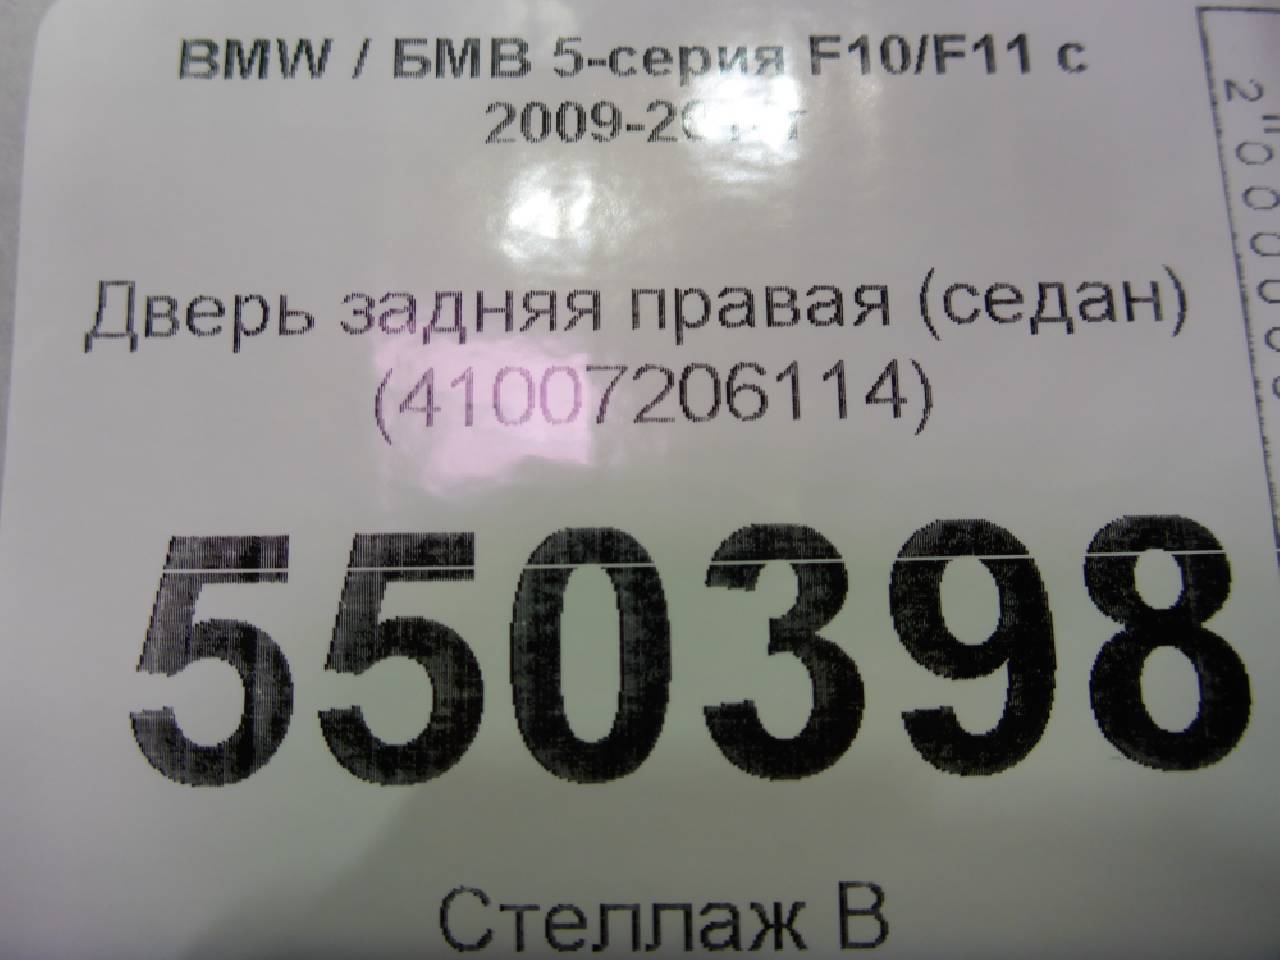 BMW / БМВ 5-серия F10/F11 с
Дверь задняя правая (седан)
(41007206114)
550398
Стеллаж В